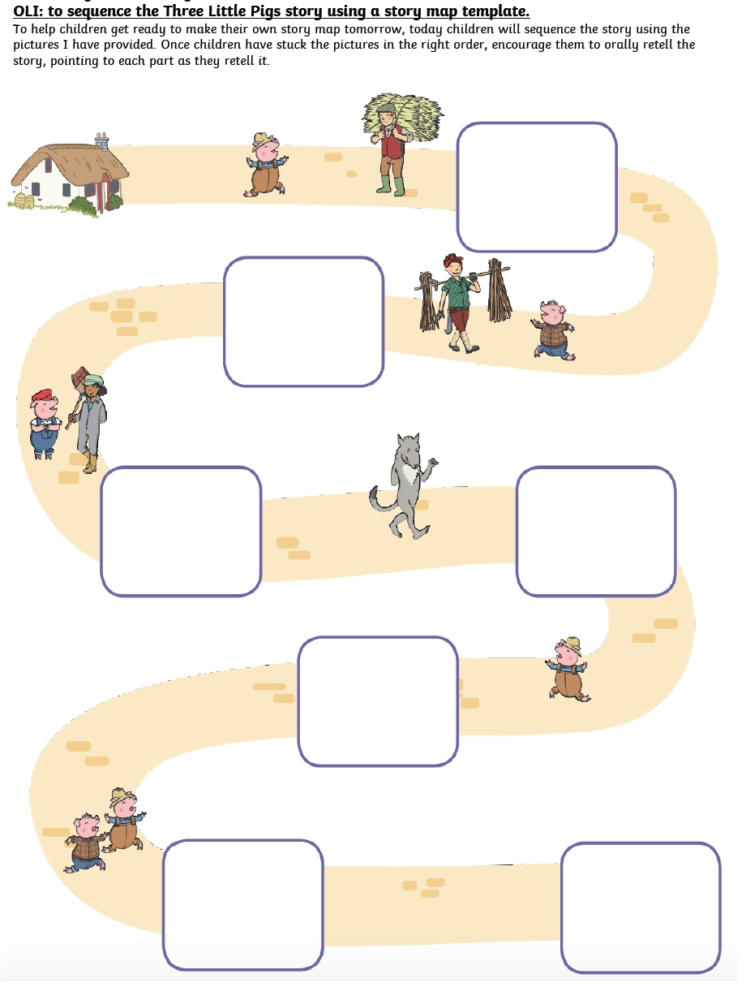 OLI: to sequence the Three Little Pigs story using a story map template.
To help children get ready to make their own story map tomorrow, today children will sequence the story using the
pictures I have provided. Once children have stuck the pictures in the right order, encourage them to orally retell the
story, pointing to each part as they retell it.